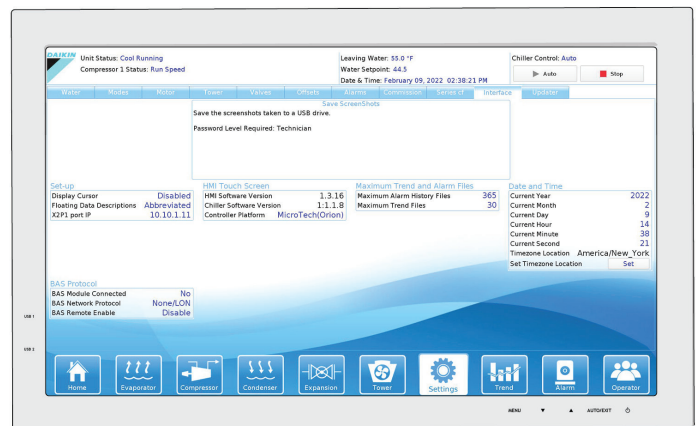 DAIKIN
Unit Status: Cool Running
Compressor 1 Status: Run Speed
Leaving Water: 55.0 °F
Water Setpoint: 44.5
Date & Time: February 09, 2022 02:38:21 PM
Chiller Control: Auto
Auto
Stop
Water Modes Motor Tower Valves Offsets Alarms Commission Series cf Interface Updater
Save ScreenShots
Save the screenshots taken to a USB drive.
Password Level Required: Technician
Set-up
Display Cursor Disabled
Floating Data Descriptions Abbreviated
X2P1 port IP 10.10.1.11
HMI Touch Screen
HMI Software Version 1.3.16
Chiller Software Version 1:1.1.8
Controller Platform MicroTech(Orion)
Maximum Trend and Alarm Files
Maximum Alarm History Files 365
Maximum Trend Files 30
Date and Time
Current Year 2022
Current Month 2
Current Day 9
Current Hour 14
Current Minute 38
Current Second 21
Timezone Location America/New_York
Set Timezone Location Set
BAS Protocol
BAS Module Connected No
BAS Network Protocol None/LON
BAS Remote Enable Disable
USB 1
USB 2
Home
Evaporator
Compressor
Condenser
Expansion
Tower
Settings
Trend
Alarm
Operator
MENU ▼ ▲ AUTO/EXIT